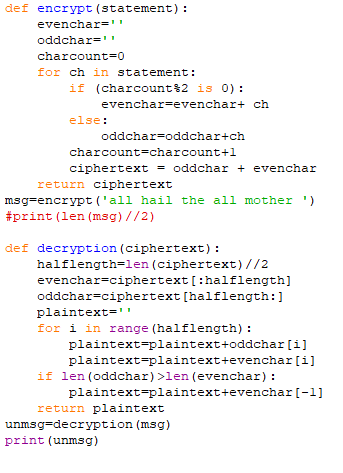 def encrypt(statement):
    evenchar=''
    oddchar=''
    charcount=0
    for ch in statement:
        if (charcount%2 is 0):
            evenchar=evenchar+ ch
        else:
            oddchar=oddchar+ch
        charcount=charcount+1
        ciphertext = oddchar + evenchar
    return ciphertext
msg=encrypt('all hail the all mother ')
#print(len(msg)//2)

def decryption(ciphertext):
    halflength=len(ciphertext)//2
    evenchar=ciphertext[:halflength]
    oddchar=ciphertext[halflength:]
    plaintext=''
    for i in range(halflength):
        plaintext=plaintext+oddchar[i]
        plaintext=plaintext+evenchar[i]
    if len(oddchar)>len(evenchar):
        plaintext=plaintext+evenchar[-1]
    return plaintext
unmsg=decryption(msg)
print(unmsg)